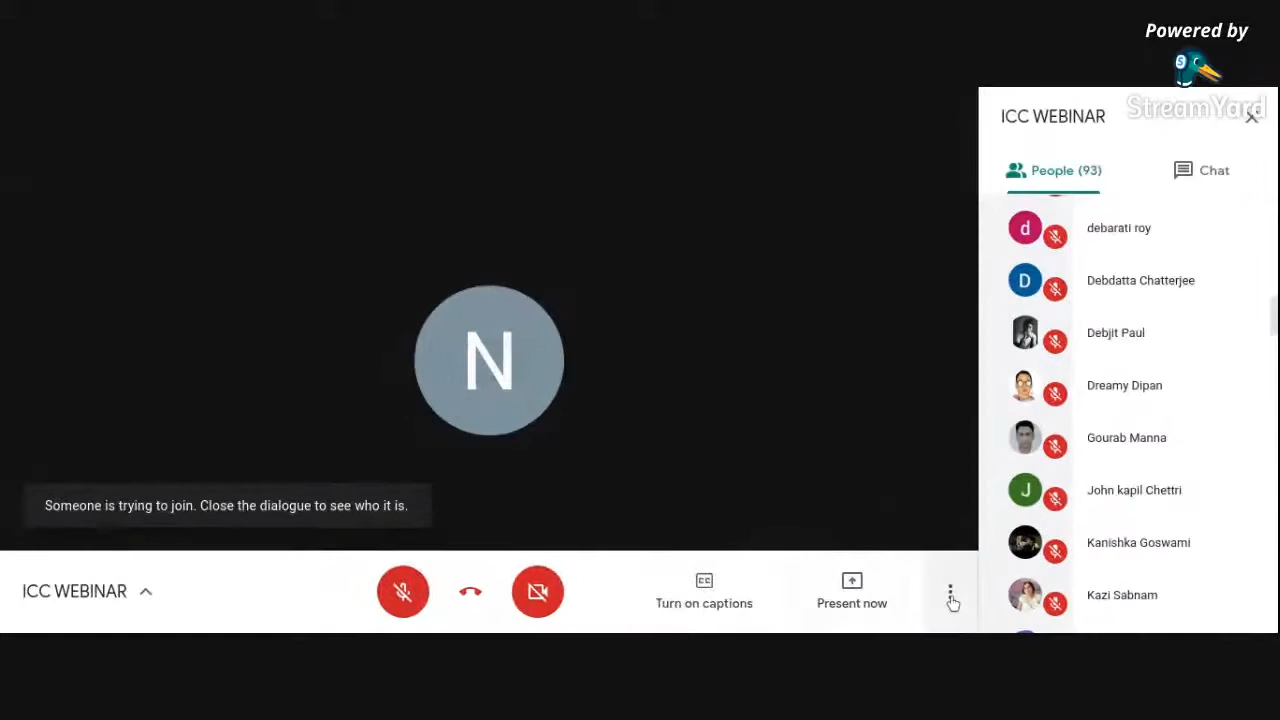 Powered by
S
StreamYard
ICC WEBINAR
People (93)
Chat
d
debarati roy
D
Debdatta Chatterjee
Debjit Paul
Dreamy Dipan
Gourab Manna
J
John kapil Chettri
Kanishka Goswami
Kazi Sabnam
N
Someone is trying to join. Close the dialogue to see who it is.
ICC WEBINAR
CC
Turn on captions
Present now